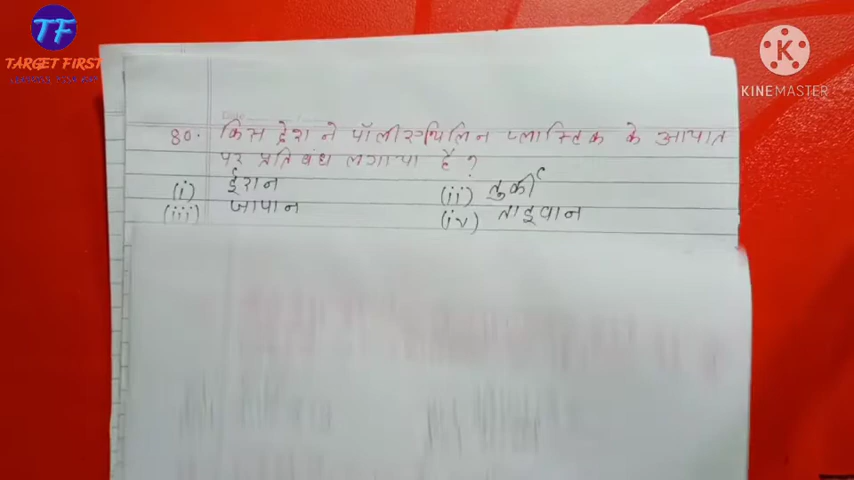 TF
TARGET FIRST
KINEMASTER
80. किस देश ने पॉलीएथिलिन प्लास्टिक के आयात
पर प्रतिबंध लगाया है?
(i) ईरान (ii) तुर्की
(iii) जापान (iv) ताइवान